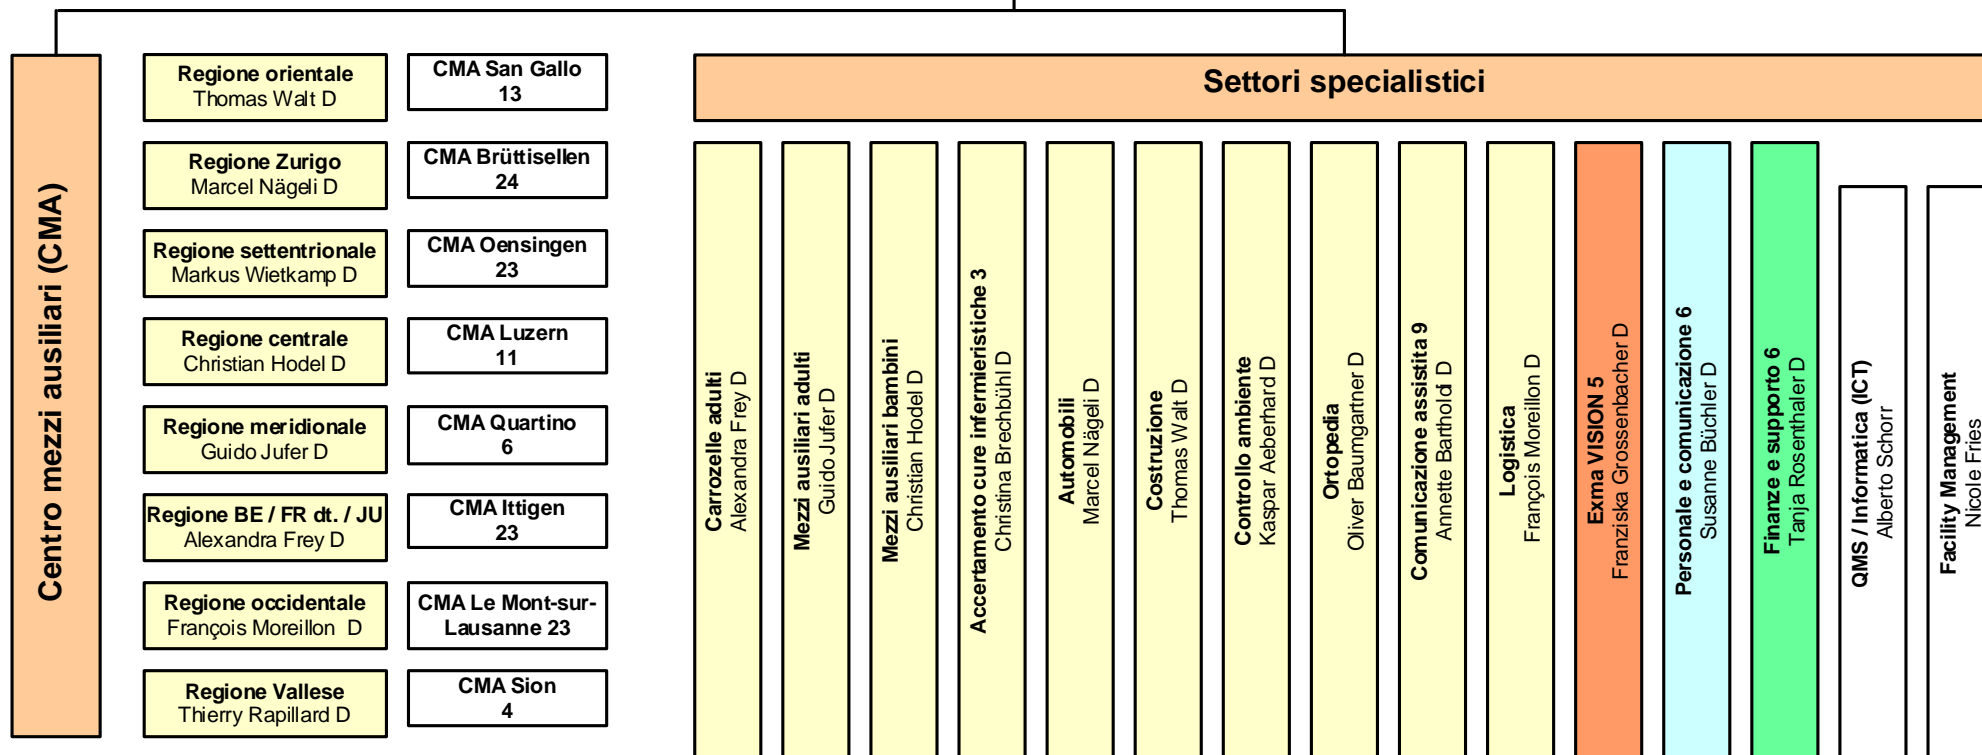 Centro mezzi ausiliari (CMA)
Regione orientale
Thomas Walt D
CMA San Gallo
13
Regione Zurigo
Marcel Nägeli D
CMA Brüttisellen
24
Regione settentrionale
Markus Wietkamp D
CMA Oensingen
23
Regione centrale
Christian Hodel D
CMA Luzern
11
Regione meridionale
Guido Jufer D
CMA Quartino
6
Regione BE / FR dt. / JU
Alexandra Frey D
CMA Ittigen
23
Regione occidentale
François Moreillon D
CMA Le Mont-sur-
Lausanne 23
Regione Vallese
Thierry Rapillard D
CMA Sion
4
Settori specialistici
Carrozelle adulti
Alexandra Frey D
Mezzi ausiliari adulti
Guido Jufer D
Mezzi ausiliari bambini
Christian Hodel D
Accertamento cure infermieristiche 3
Christina Brechbühl D
Automobili
Marcel Nägeli D
Costruzione
Thomas Walt D
Controllo ambiente
Kaspar Aeberhard D
Ortopedia
Oliver Baumgartner D
Comunicazione assistita 9
Annette Barthold D
Logistica
François Moreillon D
Exma VISION 5
Franziska Grossenbacher D
Personale e comunicazione 6
Susanne Büchler D
Finanze e supporto 6
Tanja Rosenthaler D
QMS / Informatica (ICT)
Alberto Schorr
Facility Management
Nicole Fries